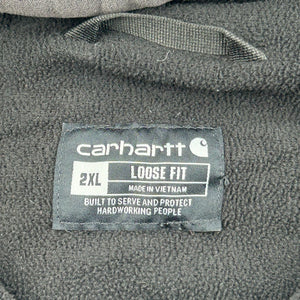 carhartt
2XL LOOSE FIT
MADE IN VIETNAM
BUILT TO SERVE AND PROTECT
HARDWORKING PEOPLE